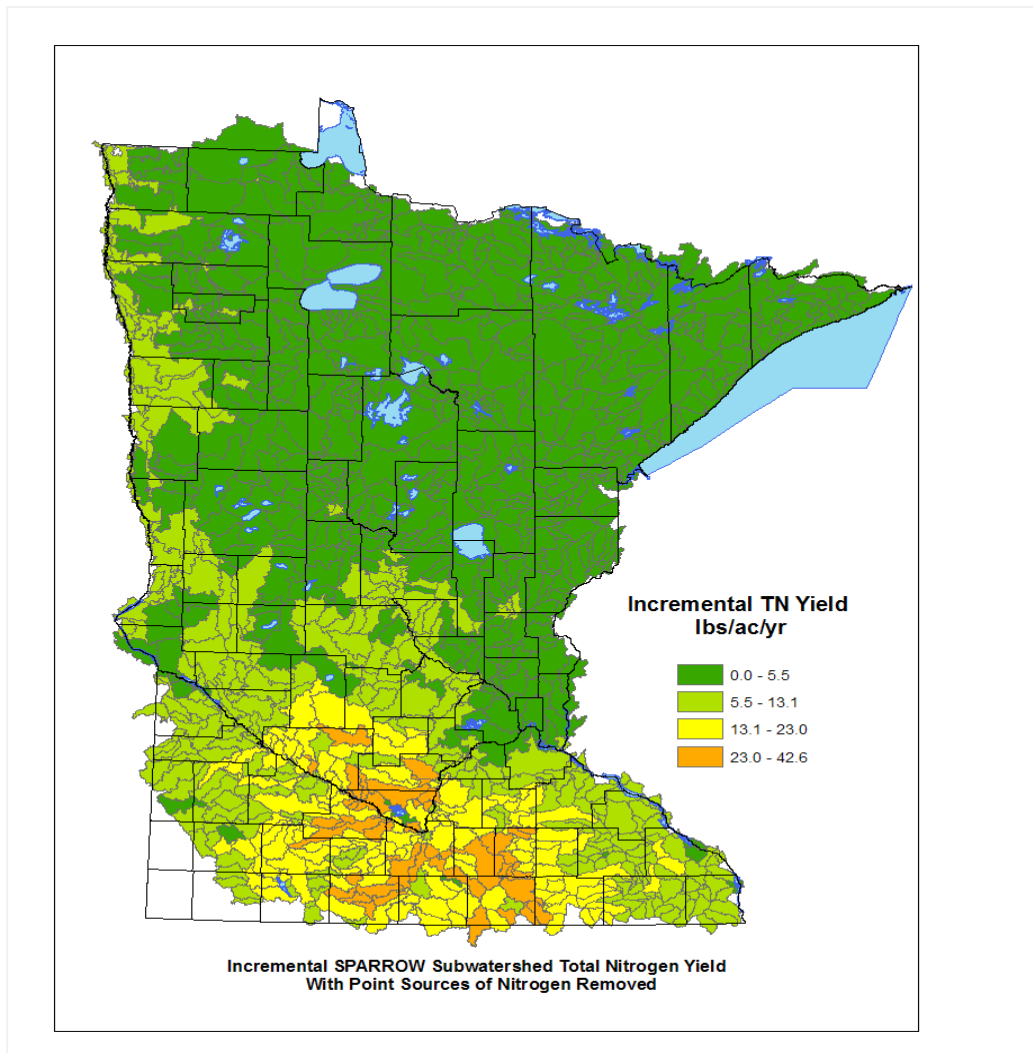 Incremental TN Yield
lbs/ac/yr
0.0 - 5.5
5.5 - 13.1
13.1 - 23.0
23.0 - 42.6
Incremental SPARROW Subwatershed Total Nitrogen Yield
With Point Sources of Nitrogen Removed